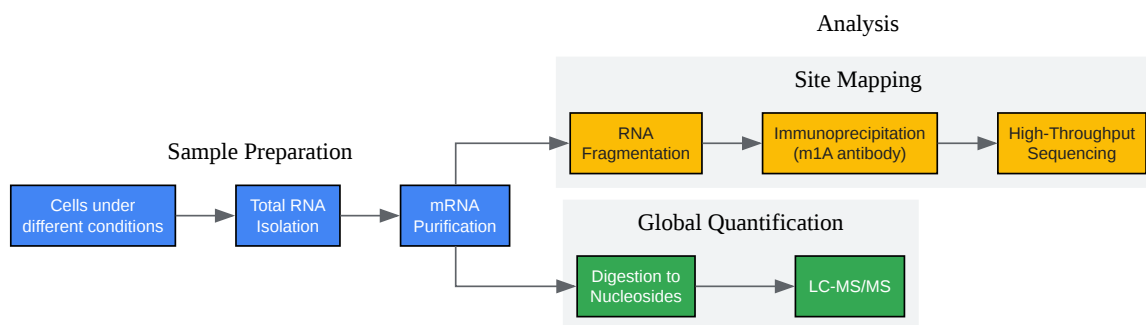 Analysis
Site Mapping
RNA
Fragmentation
Immunoprecipitation
(m1A antibody)
High-Throughput
Sequencing
Sample Preparation
Cells under
different conditions
Total RNA
Isolation
mRNA
Purification
Global Quantification
Digestion to
Nucleosides
LC-MS/MS